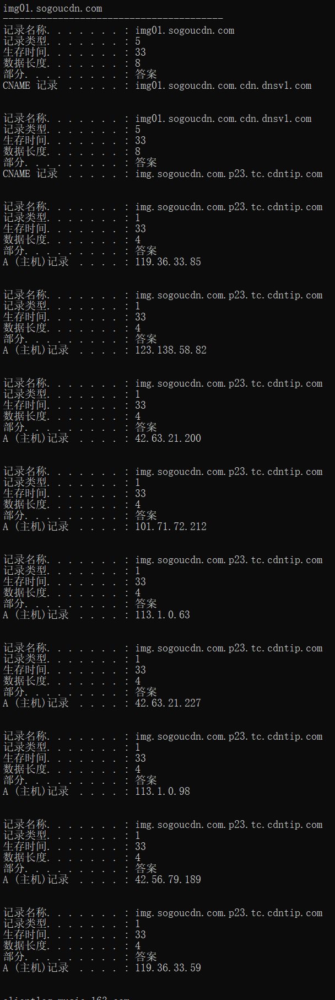 img01.sogoucdn.com
----------------------------------------
记录名称. . . . . . . : img01.sogoucdn.com
记录类型. . . . . . . : 5
生存时间. . . . . . . : 33
数据长度. . . . . . . : 8
部分. . . . . . . . . : 答案
CNAME 记录  . . . . . : img01.sogoucdn.com.cdn.dnsv1.com
记录名称. . . . . . . : img01.sogoucdn.com.cdn.dnsv1.com
记录类型. . . . . . . : 5
生存时间. . . . . . . : 33
数据长度. . . . . . . : 8
部分. . . . . . . . . : 答案
CNAME 记录  . . . . . : img.sogoucdn.com.p23.tc.cdntip.com
记录名称. . . . . . . : img.sogoucdn.com.p23.tc.cdntip.com
记录类型. . . . . . . : 1
生存时间. . . . . . . : 33
数据长度. . . . . . . : 4
部分. . . . . . . . . : 答案
A (主机)记录  . . . . : 119.36.33.85
记录名称. . . . . . . : img.sogoucdn.com.p23.tc.cdntip.com
记录类型. . . . . . . : 1
生存时间. . . . . . . : 33
数据长度. . . . . . . : 4
部分. . . . . . . . . : 答案
A (主机)记录  . . . . : 123.138.58.82
记录名称. . . . . . . : img.sogoucdn.com.p23.tc.cdntip.com
记录类型. . . . . . . : 1
生存时间. . . . . . . : 33
数据长度. . . . . . . : 4
部分. . . . . . . . . : 答案
A (主机)记录  . . . . : 42.63.21.200
记录名称. . . . . . . : img.sogoucdn.com.p23.tc.cdntip.com
记录类型. . . . . . . : 1
生存时间. . . . . . . : 33
数据长度. . . . . . . : 4
部分. . . . . . . . . : 答案
A (主机)记录  . . . . : 101.71.72.212
记录名称. . . . . . . : img.sogoucdn.com.p23.tc.cdntip.com
记录类型. . . . . . . : 1
生存时间. . . . . . . : 33
数据长度. . . . . . . : 4
部分. . . . . . . . . : 答案
A (主机)记录  . . . . : 113.1.0.63
记录名称. . . . . . . : img.sogoucdn.com.p23.tc.cdntip.com
记录类型. . . . . . . : 1
生存时间. . . . . . . : 33
数据长度. . . . . . . : 4
部分. . . . . . . . . : 答案
A (主机)记录  . . . . : 42.63.21.227
记录名称. . . . . . . : img.sogoucdn.com.p23.tc.cdntip.com
记录类型. . . . . . . : 1
生存时间. . . . . . . : 33
数据长度. . . . . . . : 4
部分. . . . . . . . . : 答案
A (主机)记录  . . . . : 113.1.0.98
记录名称. . . . . . . : img.sogoucdn.com.p23.tc.cdntip.com
记录类型. . . . . . . : 1
生存时间. . . . . . . : 33
数据长度. . . . . . . : 4
部分. . . . . . . . . : 答案
A (主机)记录  . . . . : 42.56.79.189
记录名称. . . . . . . : img.sogoucdn.com.p23.tc.cdntip.com
记录类型. . . . . . . : 1
生存时间. . . . . . . : 33
数据长度. . . . . . . : 4
部分. . . . . . . . . : 答案
A (主机)记录  . . . . : 119.36.33.59